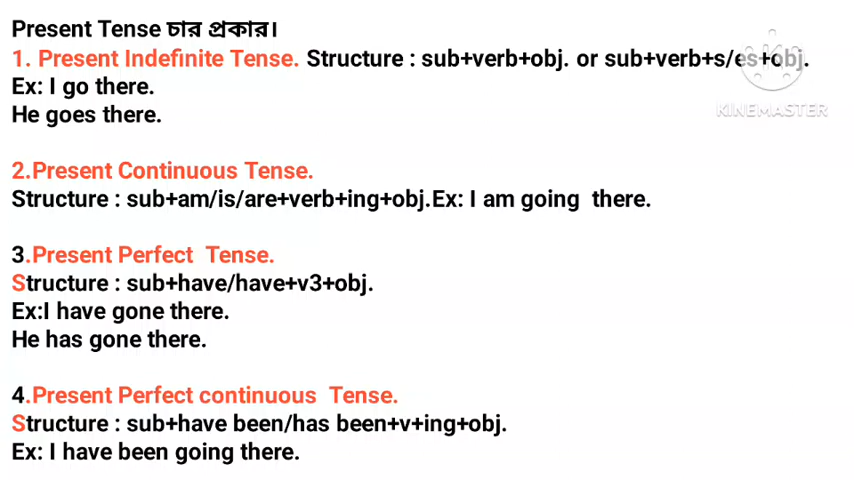 Present Tense চার প্রকার।
1. Present Indefinite Tense. Structure : sub+verb+obj. or sub+verb+s/es+obj.
KINEMASTER
Ex: I go there.
He goes there.
2.Present Continuous Tense.
Structure : sub+am/is/are+verb+ing+obj.Ex: I am going there.
3.Present Perfect Tense.
Structure : sub+have/have+v3+obj.
Ex:I have gone there.
He has gone there.
4.Present Perfect continuous Tense.
Structure : sub+have been/has been+v+ing+obj.
Ex: I have been going there.